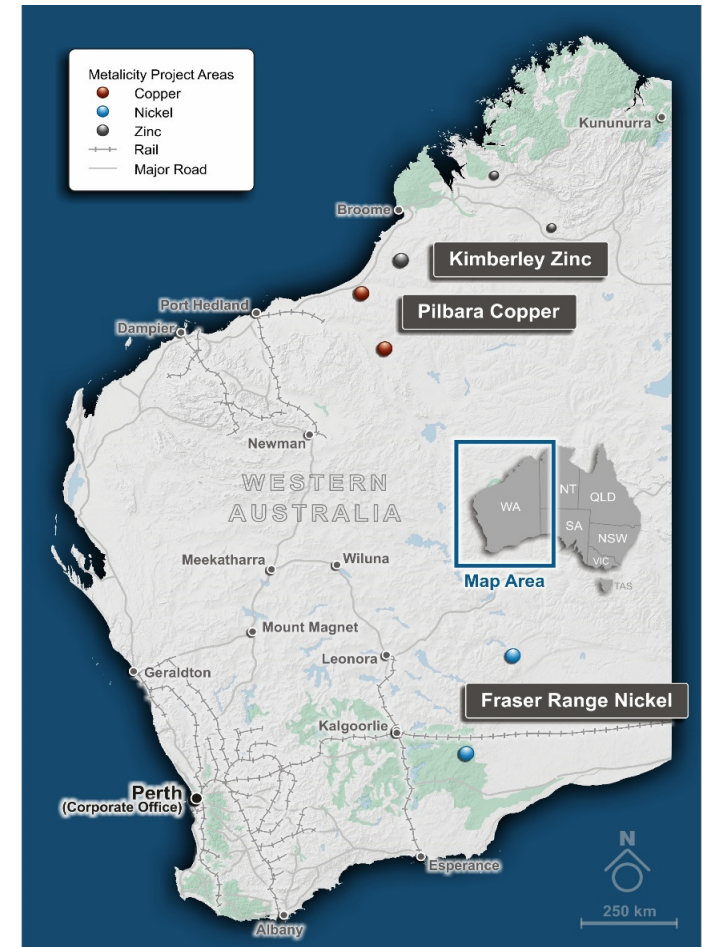 Metalicity Project Areas
Copper
Nickel
Zinc
Rail
Major Road
Kununurra
Broome
Kimberley Zinc
Port Hedland
Pilbara Copper
Dampier
Newman
WESTERN
AUSTRALIA
NT
QLD
WA
SA
NSW
VIC
TAS
Map Area
Meekatharra
Wiluna
Mount Magnet
Leonora
Geraldton
Fraser Range Nickel
Kalgoorlie
Perth
(Corporate Office)
Esperance
Albany
N
250 km